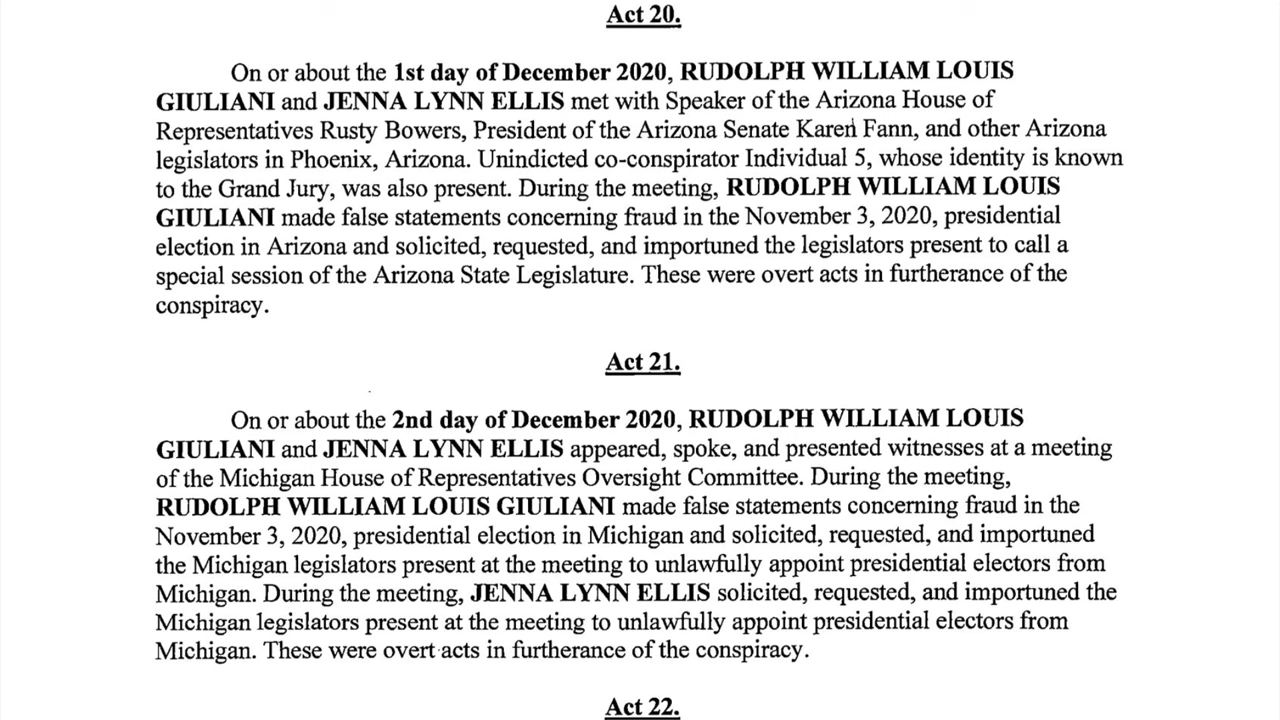 Act 20.
On or about the 1st day of December 2020, RUDOLPH WILLIAM LOUIS
GIULIANI and JENNA LYNN ELLIS met with Speaker of the Arizona House of
Representatives Rusty Bowers, President of the Arizona Senate Karen Fann, and other Arizona
legislators in Phoenix, Arizona. Unindicted co-conspirator Individual 5, whose identity is known
to the Grand Jury, was also present. During the meeting, RUDOLPH WILLIAM LOUIS
GIULIANI made false statements concerning fraud in the November 3, 2020, presidential
election in Arizona and solicited, requested, and importuned the legislators present to call a
special session of the Arizona State Legislature. These were overt acts in furtherance of the
conspiracy.
Act 21.
On or about the 2nd day of December 2020, RUDOLPH WILLIAM LOUIS
GIULIANI and JENNA LYNN ELLIS appeared, spoke, and presented witnesses at a meeting
of the Michigan House of Representatives Oversight Committee. During the meeting,
RUDOLPH WILLIAM LOUIS GIULIANI made false statements concerning fraud in the
November 3, 2020, presidential election in Michigan and solicited, requested, and importuned
the Michigan legislators present at the meeting to unlawfully appoint presidential electors from
Michigan. During the meeting, JENNA LYNN ELLIS solicited, requested, and importuned the
Michigan legislators present at the meeting to unlawfully appoint presidential electors from
Michigan. These were overt acts in furtherance of the conspiracy.
Act 22.